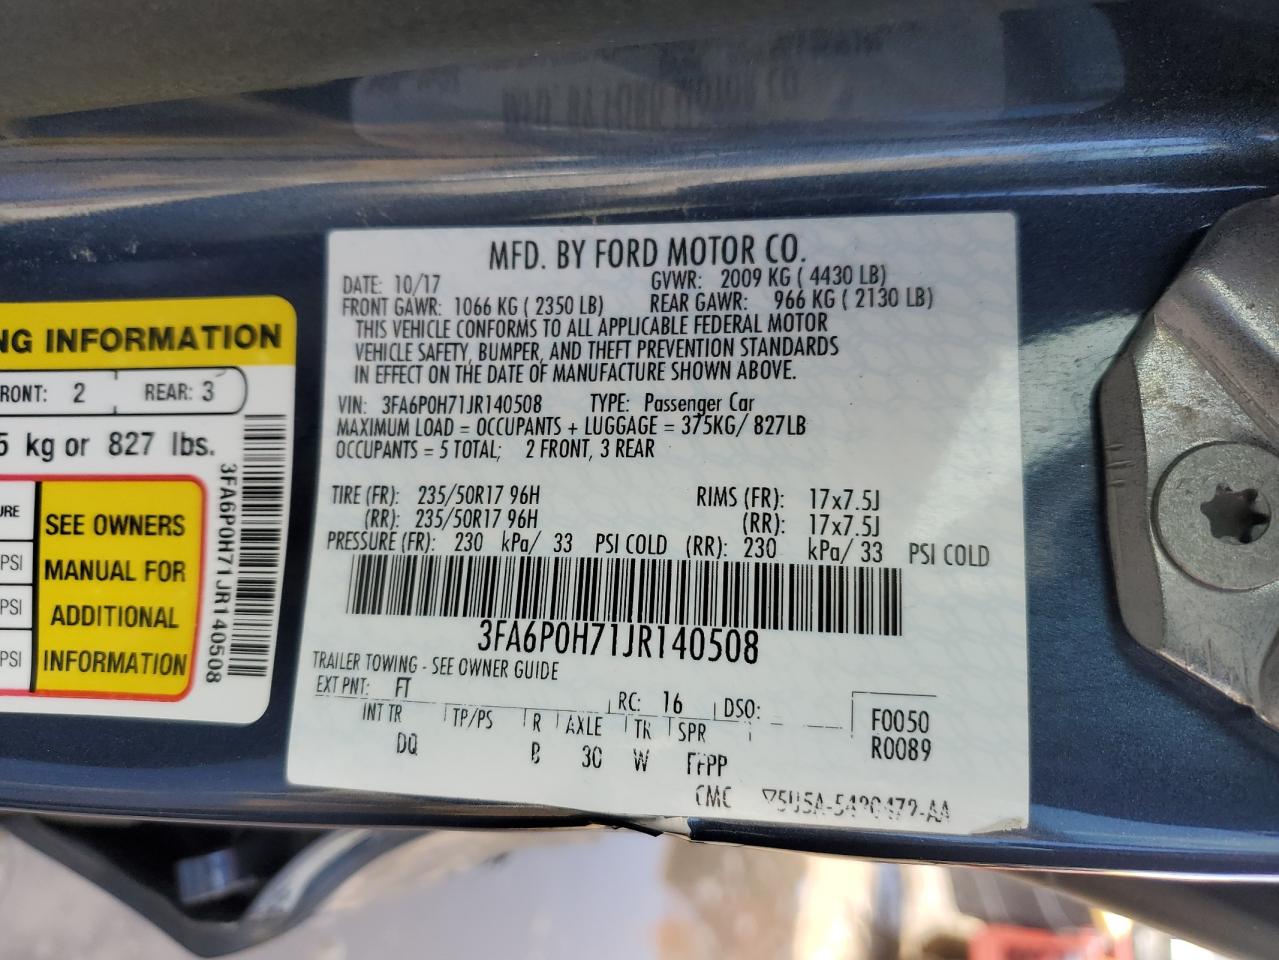 NG INFORMATION
FRONT: 2 REAR: 3
5 kg or 827 lbs.
URE
PSI
PSI
PSI
SEE OWNERS
MANUAL FOR
ADDITIONAL
INFORMATION
3FA6P0H71JR140508
MFD. BY FORD MOTOR CO.
DATE: 10/17 GVWR: 2009 KG ( 4430 LB)
FRONT GAWR: 1066 KG ( 2350 LB) REAR GAWR: 966 KG ( 2130 LB)
THIS VEHICLE CONFORMS TO ALL APPLICABLE FEDERAL MOTOR
VEHICLE SAFETY, BUMPER, AND THEFT PREVENTION STANDARDS
IN EFFECT ON THE DATE OF MANUFACTURE SHOWN ABOVE.
VIN: 3FA6P0H71JR140508 TYPE: Passenger Car
MAXIMUM LOAD = OCCUPANTS + LUGGAGE = 375KG/ 827LB
OCCUPANTS = 5 TOTAL; 2 FRONT, 3 REAR
TIRE (FR): 235/50R17 96H RIMS (FR): 17x7.5J
(RR): 235/50R17 96H (RR): 17x7.5J
PRESSURE (FR): 230 kPa/ 33 PSI COLD (RR): 230 kPa/ 33 PSI COLD
3FA6P0H71JR140508
TRAILER TOWING - SEE OWNER GUIDE
EXT PNT: FT RC: 16 DSO: F0050
INT TR TP/PS R AXLE TR SPR R0089
DQ B 3C W FFPP
CMC